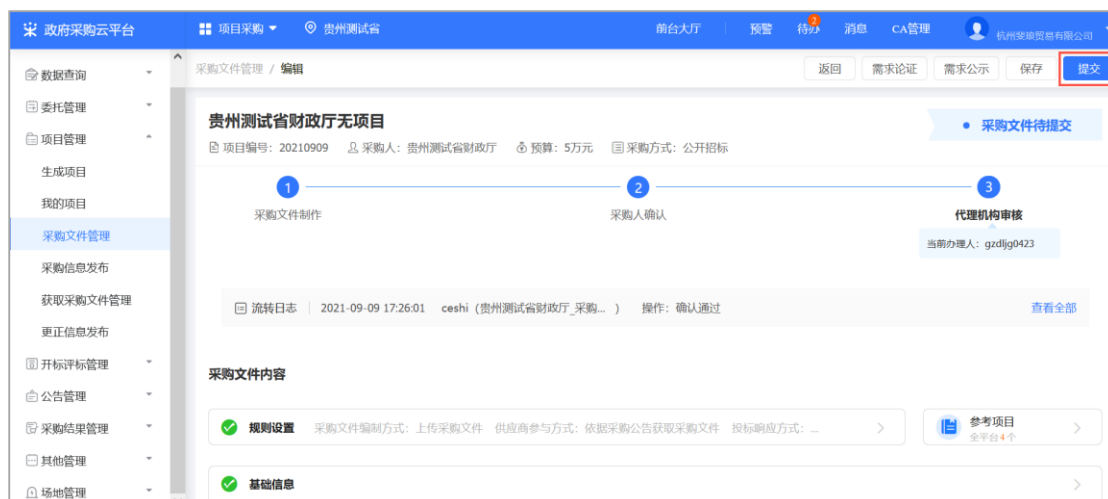 政府采购云平台 项目采购 贵州测试省 前台大厅 预警 待办 2 消息 CA管理 杭州斐琅贸易有限公司
采购文件管理 / 编辑 返回 需求论证 需求公示 保存 提交
数据查询
委托管理
项目管理
生成项目
我的项目
采购文件管理
采购信息发布
获取采购文件管理
更正信息发布
开标评标管理
公告管理
采购结果管理
其他管理
场地管理
贵州测试省财政厅无项目
采购文件待提交
项目编号：20210909 采购人：贵州测试省财政厅 预算：5万元 采购方式：公开招标
1 2 3
采购文件制作 采购人确认 代理机构审核
当前办理人：gzdljg0423
流转日志 2021-09-09 17:26:01 ceshi（贵州测试省财政厅_采购... ） 操作：确认通过 查看全部
采购文件内容
规则设置 采购文件编制方式：上传采购文件 供应商参与方式：依据采购公告获取采购文件 投标响应方式：...
参考项目
全平台4个
基础信息